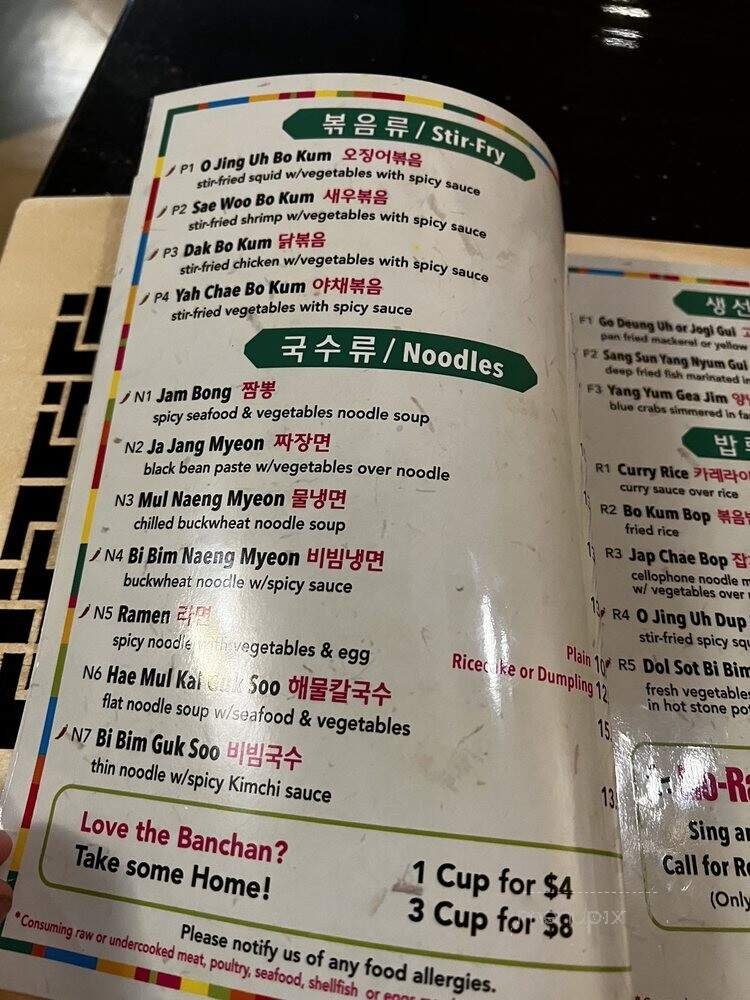 볶음류 / Stir-Fry
P1 O Jing Uh Bo Kum 오징어볶음
stir-fried squid w/vegetables with spicy sauce
P2 Sae Woo Bo Kum 새우볶음
stir-fried shrimp w/vegetables with spicy sauce
P3 Dak Bo Kum 닭볶음
stir-fried chicken w/vegetables with spicy sauce
P4 Yah Chae Bo Kum 야채볶음
stir-fried vegetables with spicy sauce
국수류 / Noodles
N1 Jam Bong 짬뽕
spicy seafood & vegetables noodle soup
N2 Ja Jang Myeon 짜장면
black bean paste w/vegetables over noodle
N3 Mul Naeng Myeon 물냉면
chilled buckwheat noodle soup
N4 Bi Bim Naeng Myeon 비빔냉면
buckwheat noodle w/spicy sauce
N5 Ramen 라면
spicy noodle with vegetables & egg
Plain 10
Ricecake or Dumpling 12
N6 Hae Mul Kal Guk Soo 해물칼국수
15
flat noodle soup w/seafood & vegetables
N7 Bi Bim Guk Soo 비빔국수
13
thin noodle w/spicy Kimchi sauce
Love the Banchan?
Take some Home!
1 Cup for $4
3 Cup for $8
Please notify us of any food allergies.
*Consuming raw or undercooked meat, poultry, seafood, shellfish or eggs
생선
F1 Go Deung Uh or Jogi Gui
pan fried mackerel or yellow
F2 Sang Sun Yang Nyum Gui
deep fried fish marinated in
F3 Yang Yum Gea Jim 양
blue crabs simmered in
밥
R1 Curry Rice 카레라이
curry sauce over rice
R2 Bo Kum Bop 볶음
fried rice
R3 Jap Chae Bop 잡
cellophone noodle
w/ vegetables over
R4 O Jing Uh Dup
stir-fried spicy
R5 Dol Sot Bi Bim
fresh vegetables
in hot stone pot
Sing
Call for
(Only
menupix